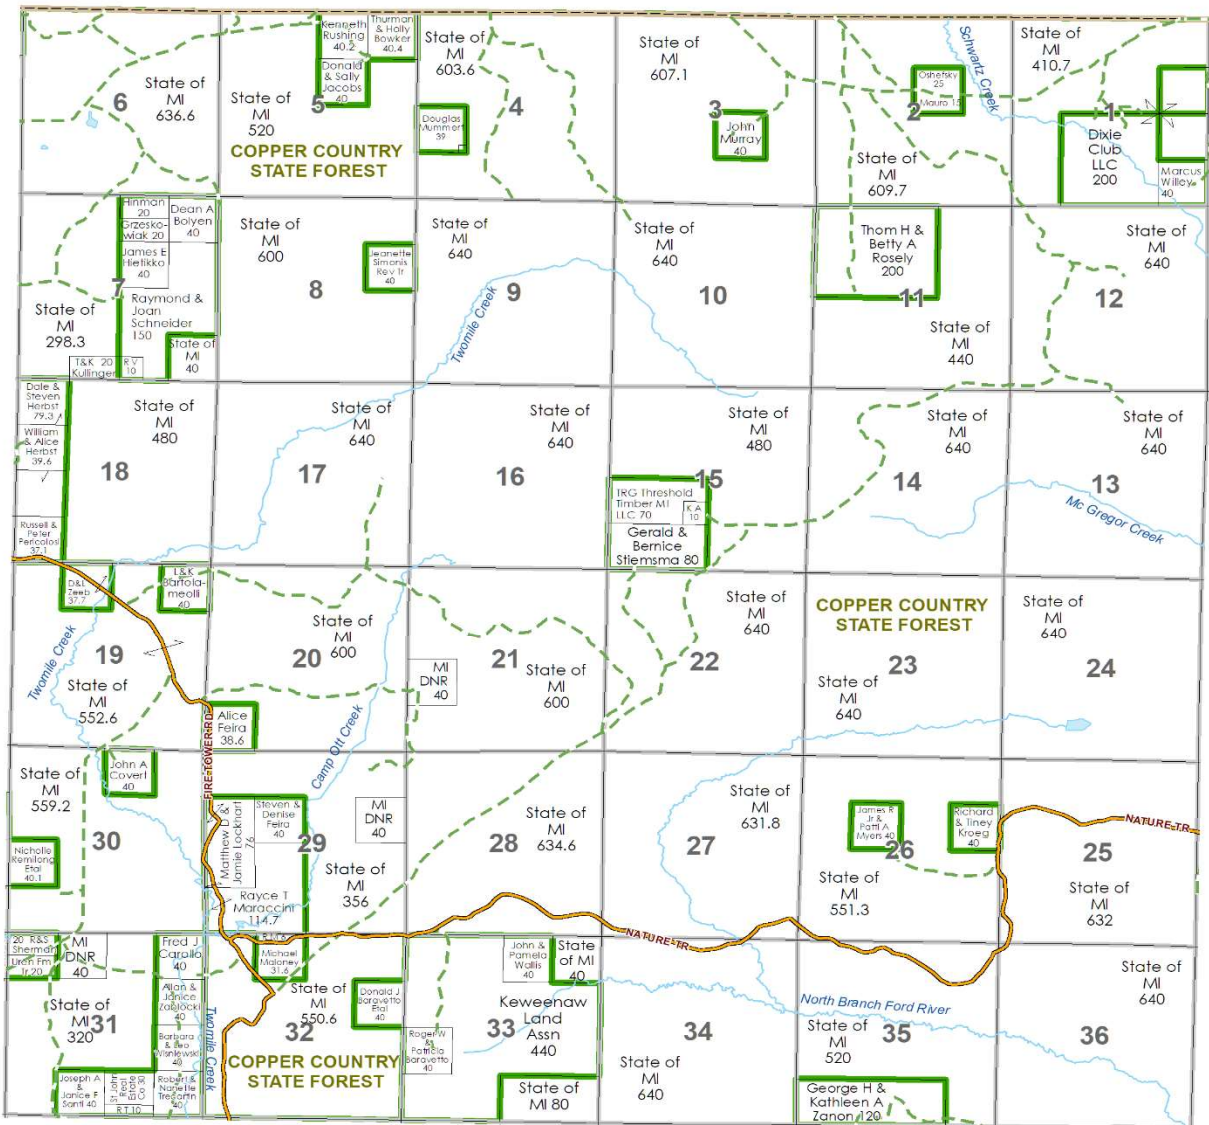 Kenneth
Rushing
40.2
Thurman
& Holly
Bowker
40.4
Donald
& Sally
Jacobs
40
State of
MI
636.6
6
State of
MI
520
5
COPPER COUNTRY
STATE FOREST
State of
MI
603.6
4
Douglas
Mummert
39
State of
MI
607.1
3
John
Murray
40
Oshefsky
25
Mauro 15
2
State of
MI
609.7
Schwartz Creek
State of
MI
410.7
1
Dixie
Club
LLC
200
Marcus
Willey
40
Hinman
20
Grzesko-
wiak 20
Dean A
Bolyen
40
James E
Hietikko
40
7
Raymond &
Joan
Schneider
150
State of
MI
298.3
State of
MI
40
T&K 20
Kullinger
R V
10
State of
MI
600
8
Jeanette
Simonis
Rev Tr
40
State of
MI
640
9
Twomile Creek
State of
MI
640
10
Thom H &
Betty A
Rosely
200
11
State of
MI
440
State of
MI
640
12
Dale &
Steven
Herbst
79.3
William
& Alice
Herbst
39.6
Russell &
Peter
Pericolosi
37.1
State of
MI
480
18
State of
MI
640
17
State of
MI
640
16
State of
MI
480
15
TRG Threshold
Timber MI
LLC 70
K A
10
Gerald &
Bernice
Stiemsma 80
State of
MI
640
14
State of
MI
640
13
Mc Gregor Creek
D&L
Zeeb
37.7
L&K
Bartola-
meolli
40
19
Twomile Creek
State of
MI
552.6
State of
MI
600
20
Alice
Feira
38.6
FIRE TOWER RD
Camp Ott Creek
MI
DNR
40
21
State of
MI
600
State of
MI
640
22
COPPER COUNTRY
STATE FOREST
23
State of
MI
640
State of
MI
640
24
State of
MI
559.2
John A
Covert
40
30
Nicholle
Remilong
Etal
40.1
Matthew D &
Jamie Lockhart
76
Steven &
Denise
Feira
40
29
MI
DNR
40
State of
MI
356
Rayce T
Maraccini
114.7
28
State of
MI
634.6
State of
MI
631.8
27
James R
Jr &
Patti A
Myers 40
26
Richard
& Tiney
Kroeg
40
State of
MI
551.3
NATURE TR
25
State of
MI
632
20 R&S
Sherman
Uren Fm
Tr 20
MI
DNR
40
Fred J
Carollo
40
State of
MI
320
31
Allan &
Janice
Zablocki
40
Barbara
& Leo
Wisniewski
40
Joseph A
&
Janice F
Santi 40
St John
Real
Estate
Co 30
R T 10
Robert &
Nanette
Trecartin
40
Twomile Creek
R M 6
Michael
Maloney
31.6
State of
MI
550.6
32
Donald J
Baravetto
Etal
40
COPPER COUNTRY
STATE FOREST
John &
Pamela
Wallis
40
State
of MI
40
33
Keweenaw
Land
Assn
440
Roger W
&
Patricia
Baravetto
40
State of
MI 80
NATURE TR
34
State of
MI
640
North Branch Ford River
State of
MI
520
35
George H &
Kathleen A
Zanon 120
State of
MI
640
36